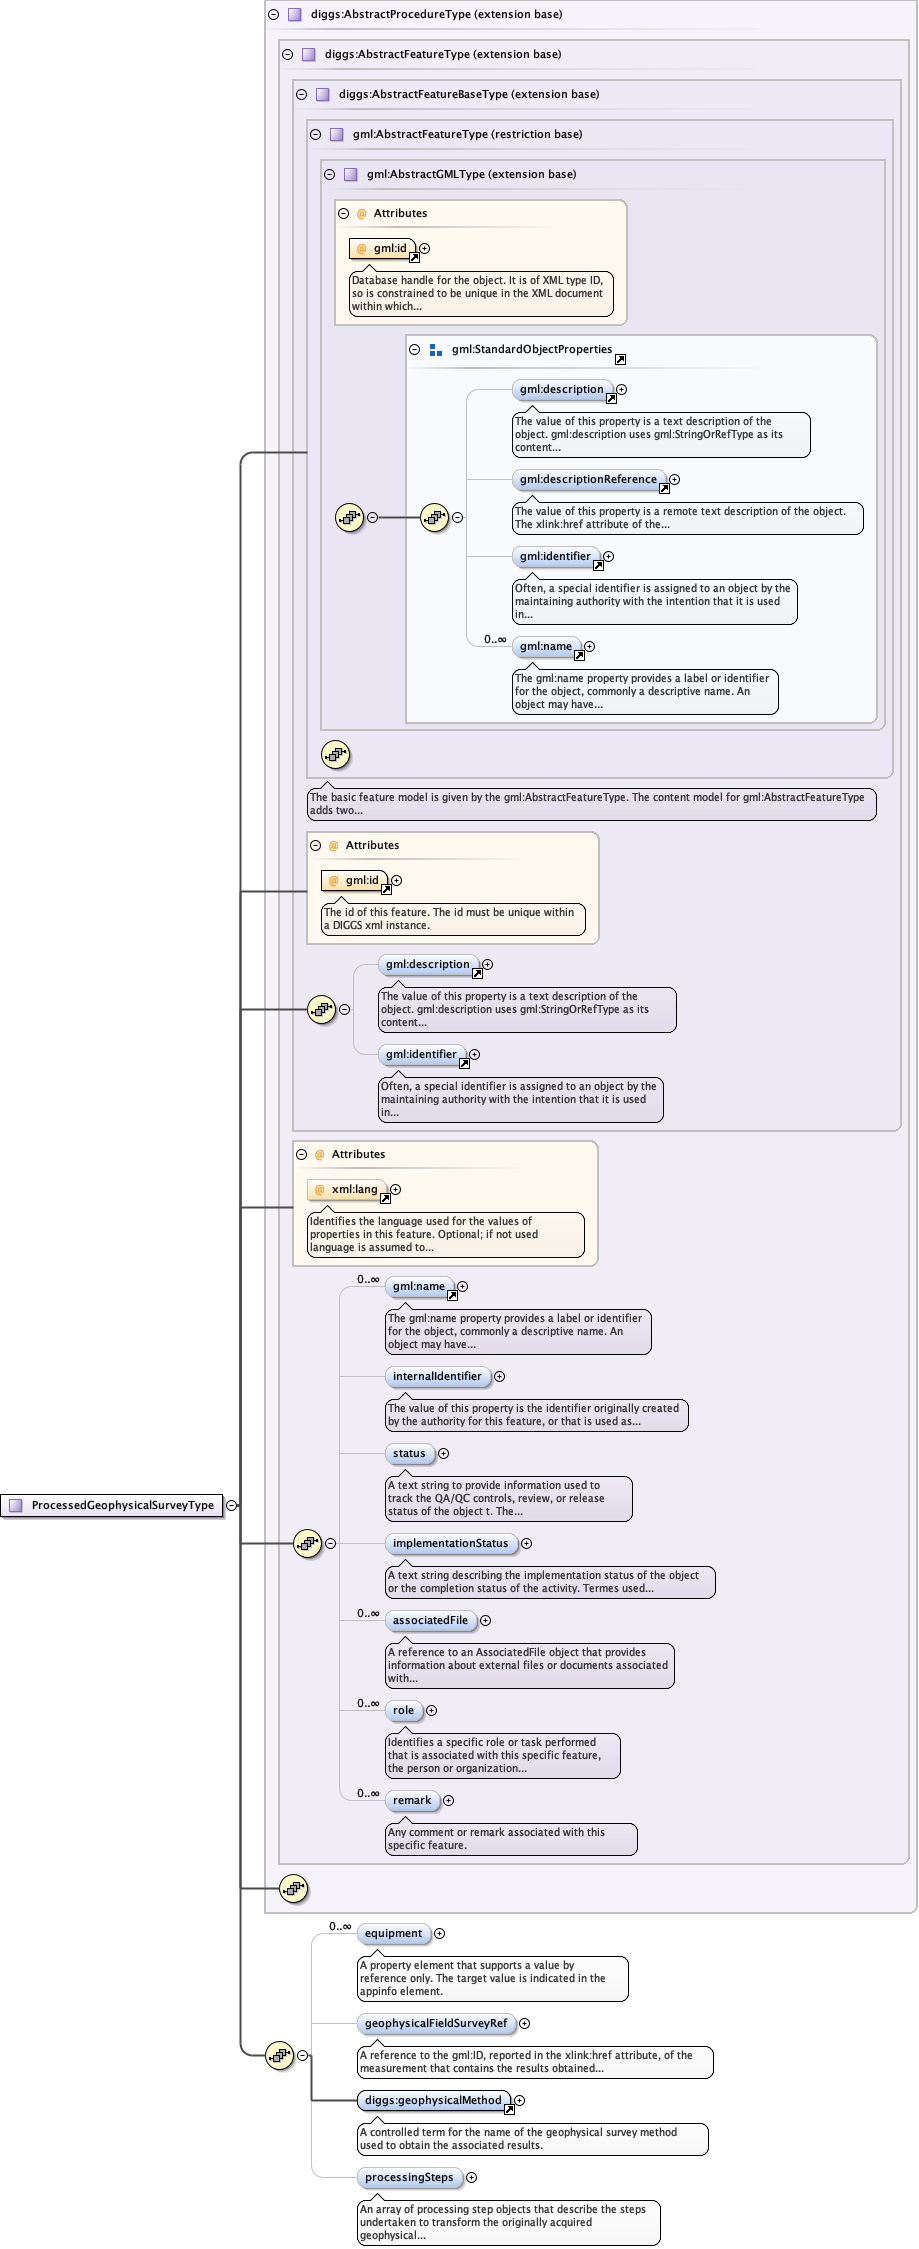 diggs:AbstractProcedureType (extension base)
diggs:AbstractFeatureType (extension base)
diggs:AbstractFeatureBaseType (extension base)
gml:AbstractFeatureType (restriction base)
gml:AbstractGMLType (extension base)
@ Attributes
@ gml:id
Database handle for the object. It is of XML type ID,
so is constrained to be unique in the XML document
within which...
gml:StandardObjectProperties
gml:description
The value of this property is a text description of the
object. gml:description uses gml:StringOrRefType as its
content...
gml:descriptionReference
The value of this property is a remote text description of the object.
The xlink:href attribute of the...
gml:identifier
Often, a special identifier is assigned to an object by the
maintaining authority with the intention that it is used
in...
0..∞
gml:name
The gml:name property provides a label or identifier
for the object, commonly a descriptive name. An
object may have...
The basic feature model is given by the gml:AbstractFeatureType. The content model for gml:AbstractFeatureType
adds two...
@ Attributes
@ gml:id
The id of this feature. The id must be unique within
a DIGGS xml instance.
gml:description
The value of this property is a text description of the
object. gml:description uses gml:StringOrRefType as its
content...
gml:identifier
Often, a special identifier is assigned to an object by the
maintaining authority with the intention that it is used
in...
@ Attributes
@ xml:lang
Identifies the language used for the values of
properties in this feature. Optional; if not used
language is assumed to...
0..∞
gml:name
The gml:name property provides a label or identifier
for the object, commonly a descriptive name. An
object may have...
internalIdentifier
The value of this property is the identifier originally created
by the authority for this feature, or that is used as...
status
A text string to provide information used to
track the QA/QC controls, review, or release
status of the object t. The...
ProcessedGeophysicalSurveyType
implementationStatus
A text string describing the implementation status of the object
or the completion status of the activity. Termes used...
0..∞
associatedFile
A reference to an AssociatedFile object that provides
information about external files or documents associated
with...
0..∞
role
Identifies a specific role or task performed
that is associated with this specific feature,
the person or organization...
0..∞
remark
Any comment or remark associated with this
specific feature.
0..∞
equipment
A property element that supports a value by
reference only. The target value is indicated in the
appinfo element.
geophysicalFieldSurveyRef
A reference to the gml:ID, reported in the xlink:href attribute, of the
measurement that contains the results obtained...
diggs:geophysicalMethod
A controlled term for the name of the geophysical survey method
used to obtain the associated results.
processingSteps
An array of processing step objects that describe the steps
undertaken to transform the originally acquired
geophysical...